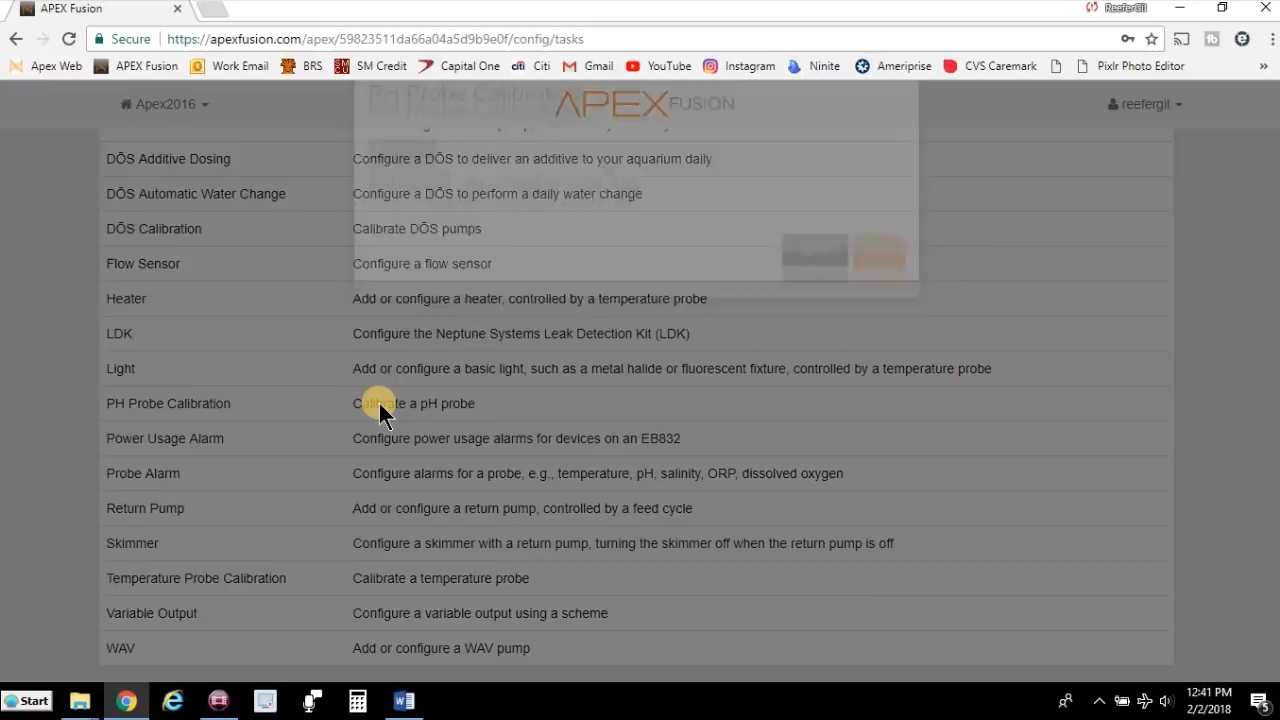 APEX Fusion
ReeferGil
Secure https://apexfusion.com/apex/59823511da66a04a5d9b9e0f/config/tasks
Apex Web APEX Fusion Work Email BRS SM Credit Capital One citi Citi Gmail YouTube Instagram Ninite Ameriprise CVS Caremark Pixlr Photo Editor »
Apex2016 APEX FUSION reefergil
PH Probe Calibration
DŌS Additive Dosing Configure a DŌS to deliver an additive to your aquarium daily
DŌS Automatic Water Change Configure a DŌS to perform a daily water change
DŌS Calibration Calibrate DŌS pumps
Flow Sensor Configure a flow sensor
Heater Add or configure a heater, controlled by a temperature probe
LDK Configure the Neptune Systems Leak Detection Kit (LDK)
Light Add or configure a basic light, such as a metal halide or fluorescent fixture, controlled by a temperature probe
PH Probe Calibration Calibrate a pH probe
Power Usage Alarm Configure power usage alarms for devices on an EB832
Probe Alarm Configure alarms for a probe, e.g., temperature, pH, salinity, ORP, dissolved oxygen
Return Pump Add or configure a return pump, controlled by a feed cycle
Skimmer Configure a skimmer with a return pump, turning the skimmer off when the return pump is off
Temperature Probe Calibration Calibrate a temperature probe
Variable Output Configure a variable output using a scheme
WAV Add or configure a WAV pump
Start 12:41 PM
2/2/2018 5